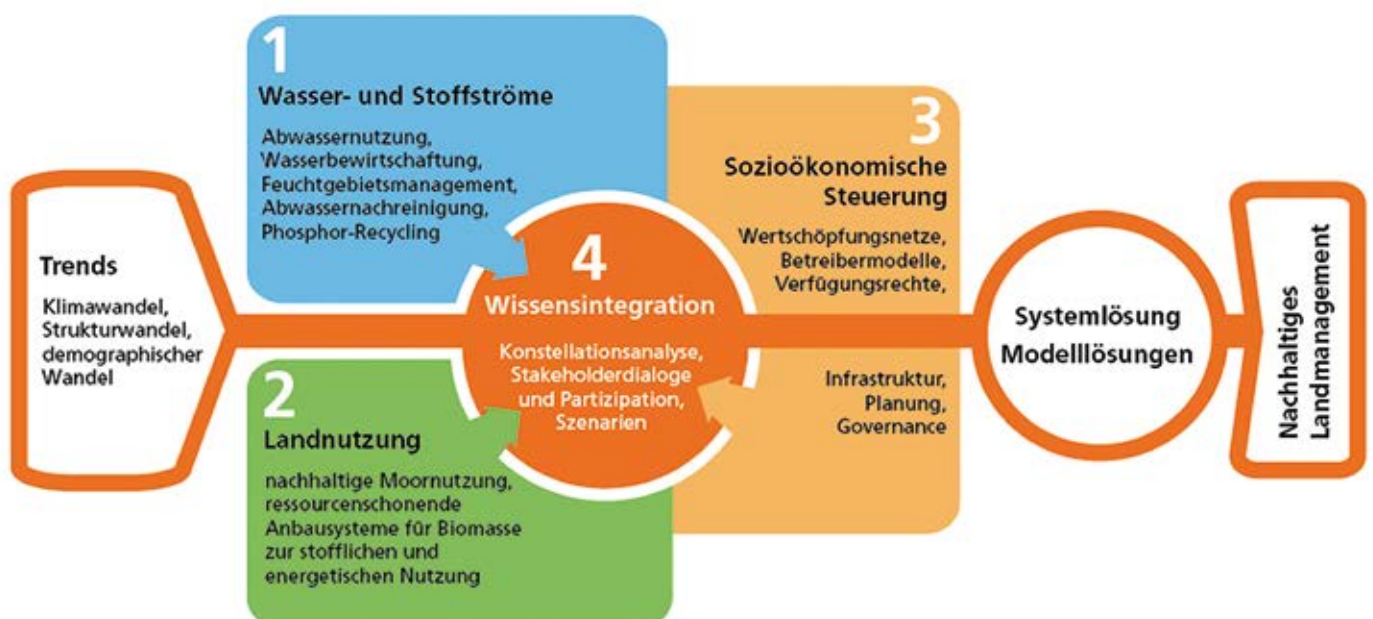 Trends
Klimawandel,
Strukturwandel,
demographischer
Wandel
1
Wasser- und Stoffströme
Abwassernutzung,
Wasserbewirtschaftung,
Feuchtgebietsmanagement,
Abwassernachreinigung,
Phosphor-Recycling
2
Landnutzung
nachhaltige Moornutzung,
ressourcenschonende
Anbausysteme für Biomasse
zur stofflichen und
energetischen Nutzung
3
Sozioökonomische
Steuerung
Wertschöpfungsnetze,
Betreibermodelle,
Verfügungsrechte,
Infrastruktur,
Planung,
Governance
4
Wissensintegration
Konstellationsanalyse,
Stakeholderdialoge
und Partizipation,
Szenarien
Systemlösung
Modelllösungen
Nachhaltiges
Landmanagement